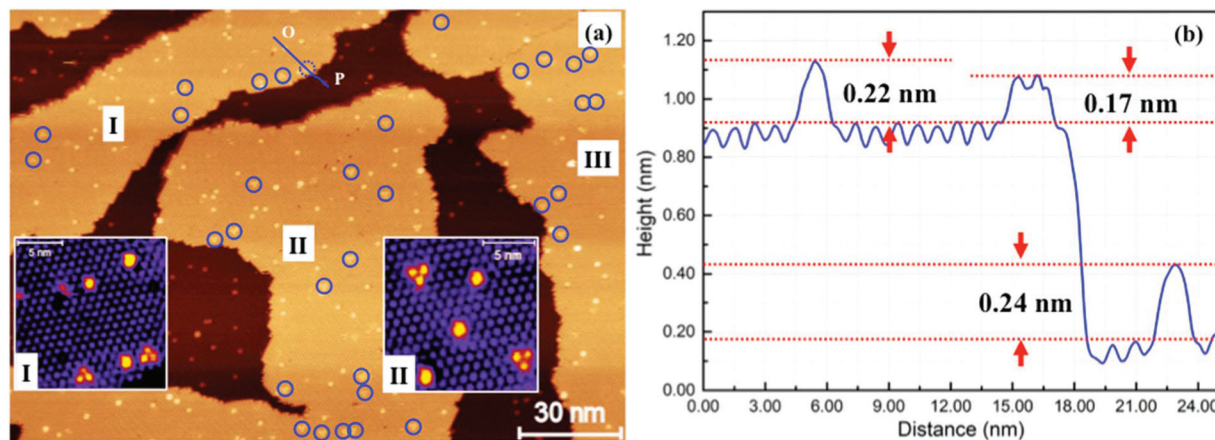 (a)
O
P
I
III
II
5 nm
I
5 nm
II
30 nm
(b)
1.20
1.00
0.80
0.60
0.40
0.20
0.00
Height (nm)
0.22 nm
0.17 nm
0.24 nm
0.00 3.00 6.00 9.00 12.00 15.00 18.00 21.00 24.00
Distance (nm)